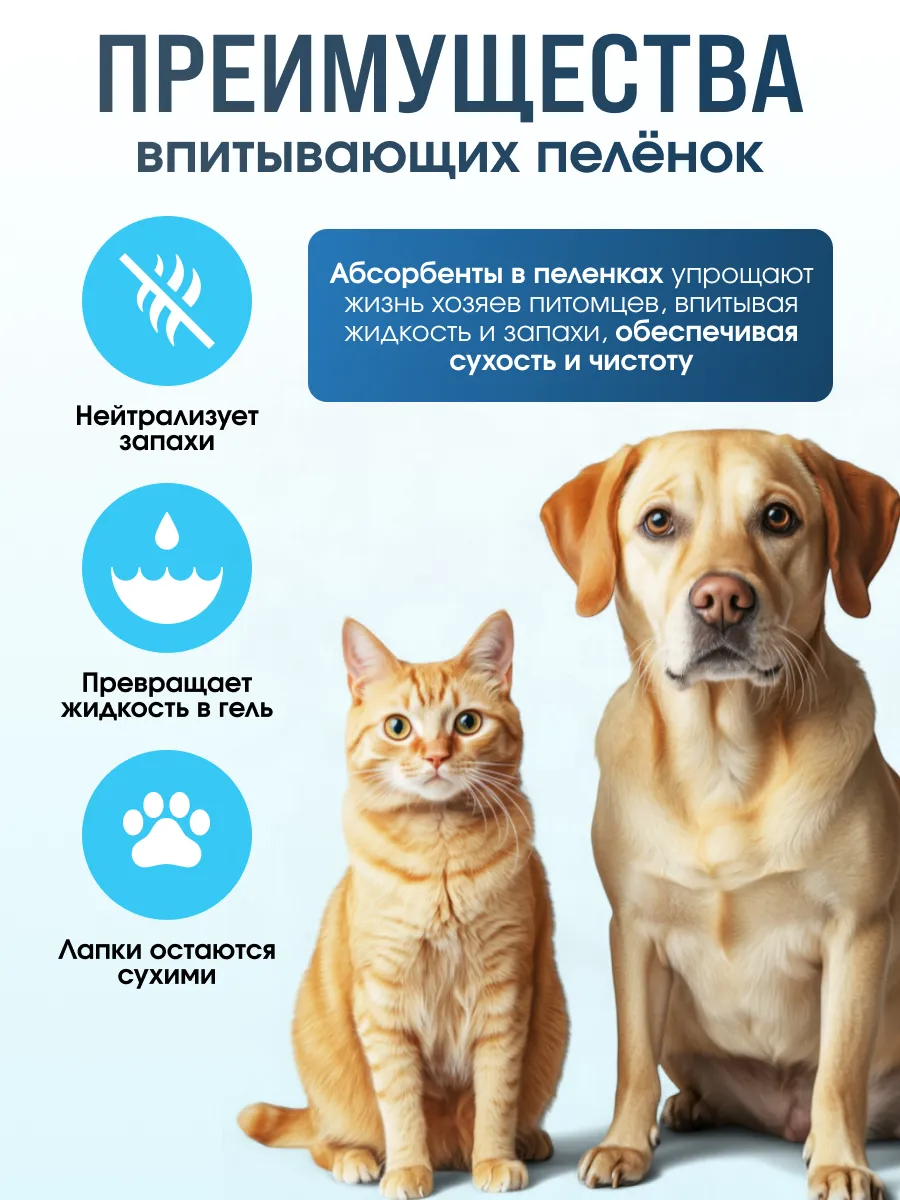 ПРЕИМУЩЕСТВА
впитывающих пелёнок
Абсорбенты в пеленках упрощают
жизнь хозяев питомцев, впитывая
жидкость и запахи, обеспечивая
сухость и чистоту
Нейтрализует
запахи
Превращает
жидкость в гель
Лапки остаются
сухими